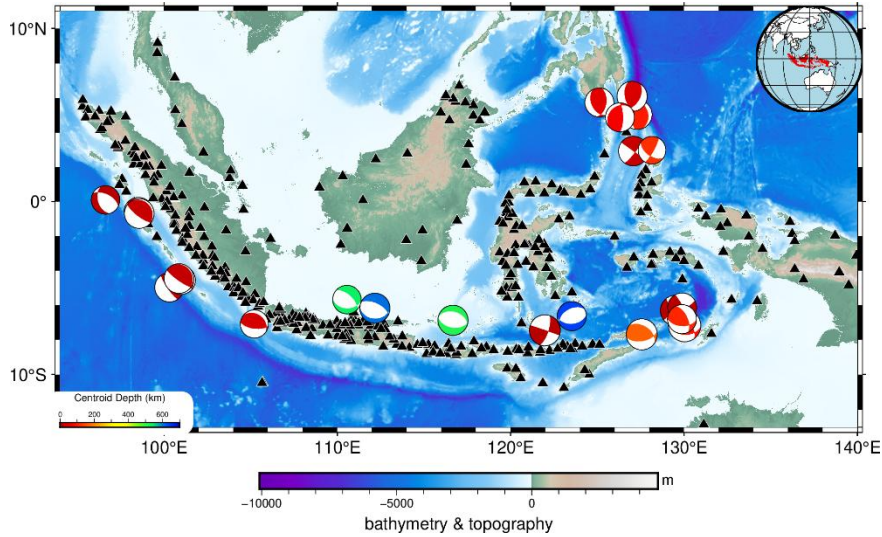 10°N
0°
10°S
Centroid Depth (km)
0 200 400 600
100°E 110°E 120°E 130°E 140°E
m
−10000 −5000 0
bathymetry & topography